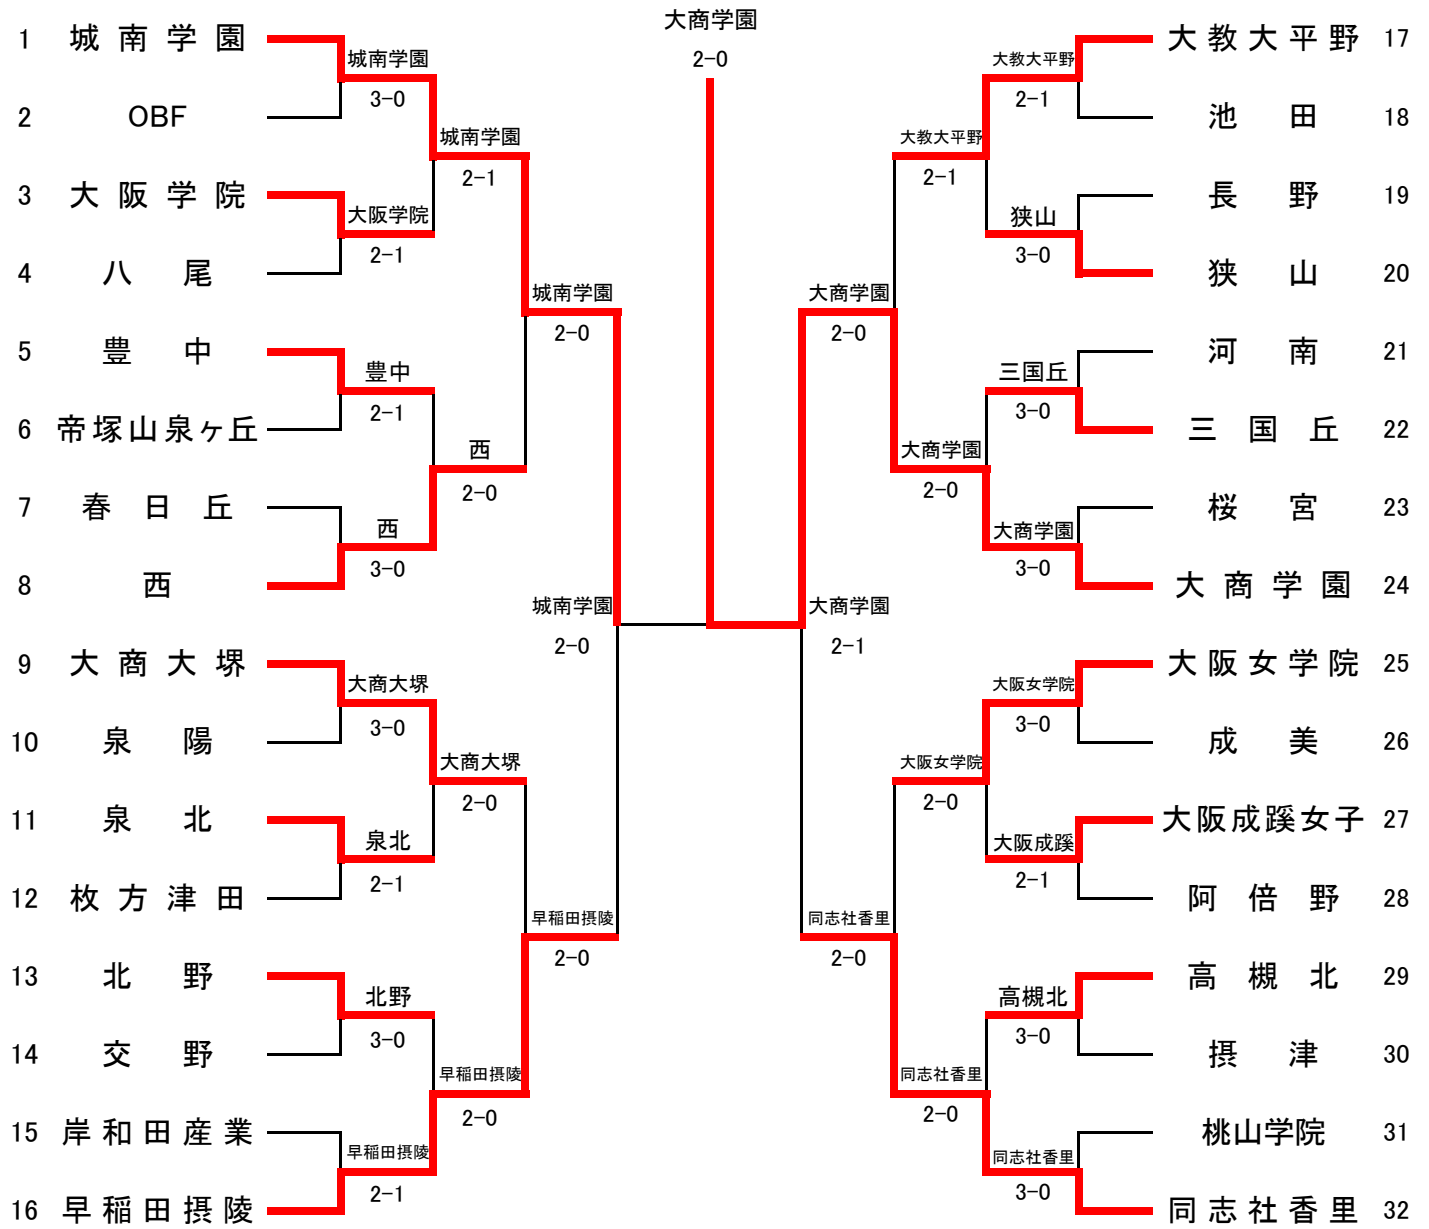 大商学園
2-0
1 城南学園
2 OBF
3 大阪学院
4 八尾
5 豊中
6 帝塚山泉ヶ丘
7 春日丘
8 西
9 大商大堺
10 泉陽
11 泉北
12 枚方津田
13 北野
14 交野
15 岸和田産業
16 早稲田摂陵
城南学園
3-0
大阪学院
2-1
豊中
2-1
西
3-0
大商大堺
3-0
泉北
2-1
北野
3-0
早稲田摂陵
2-1
城南学園
2-1
西
2-0
大商大堺
2-0
早稲田摂陵
2-0
城南学園
2-0
早稲田摂陵
2-0
城南学園
2-0
大商学園
2-1
大商学園
2-0
同志社香里
2-0
大教大平野
2-1
大商学園
2-0
大阪女学院
2-0
同志社香里
2-0
大教大平野
2-1
狭山
3-0
三国丘
3-0
大商学園
3-0
大阪女学院
3-0
大阪成蹊
2-1
高槻北
3-0
同志社香里
3-0
大教大平野 17
池田 18
長野 19
狭山 20
河南 21
三国丘 22
桜宮 23
大商学園 24
大阪女学院 25
成美 26
大阪成蹊女子 27
阿倍野 28
高槻北 29
摂津 30
桃山学院 31
同志社香里 32